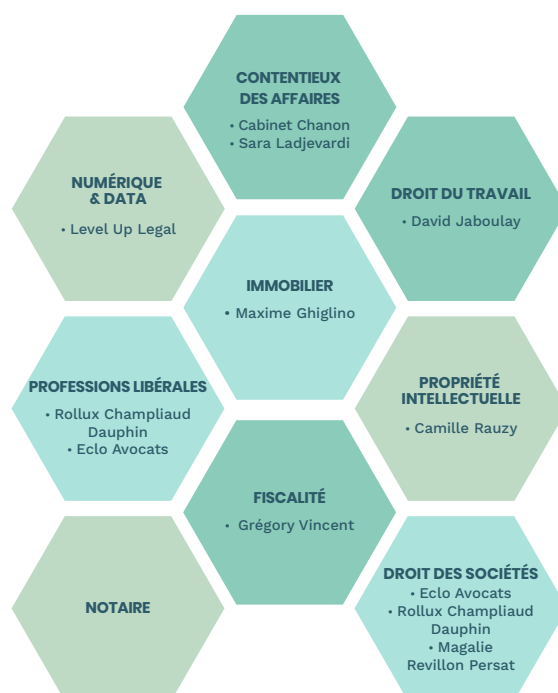 CONTENTIEUX
DES AFFAIRES
• Cabinet Chanon
• Sara Ladjevardi
NUMÉRIQUE
& DATA
• Level Up Legal
DROIT DU TRAVAIL
• David Jaboulay
IMMOBILIER
• Maxime Ghiglino
PROFESSIONS LIBÉRALES
• Rollux Champliaud
Dauphin
• Eclo Avocats
PROPRIÉTÉ
INTELLECTUELLE
• Camille Rauzy
FISCALITÉ
• Grégory Vincent
NOTAIRE
DROIT DES SOCIÉTÉS
• Eclo Avocats
• Rollux Champliaud
Dauphin
• Magalie
Revillon Persat